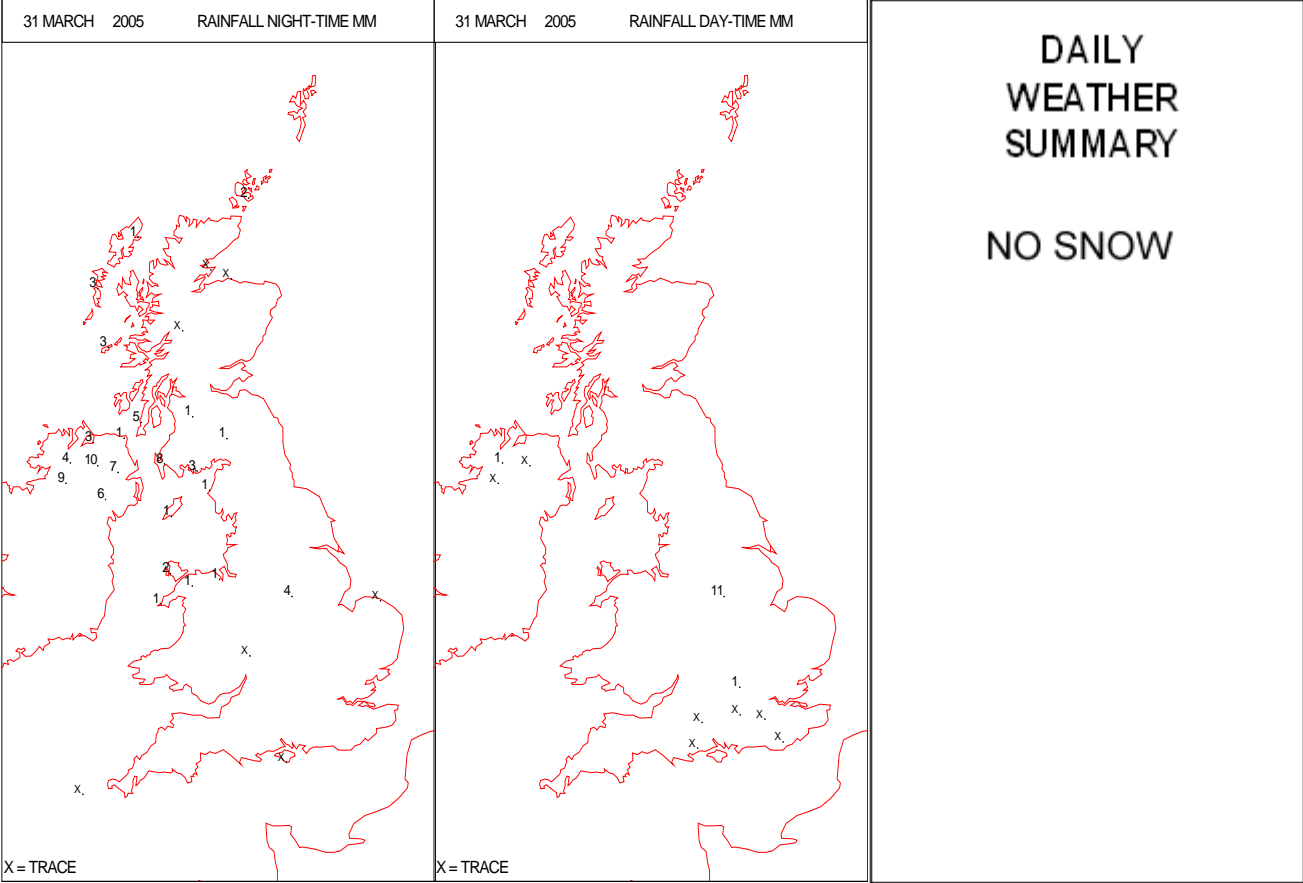 31 MARCH 2005 RAINFALL NIGHT-TIME MM
2.
1.
X.
X.
3.
X.
3.
1.
5.
1.
1.
3.
4.
10.
7.
8.
3.
9.
1.
6.
1.
2.
1.
1.
1.
4.
X.
X.
X.
X.
X = TRACE
31 MARCH 2005 RAINFALL DAY-TIME MM
1.
X.
X.
11.
1.
X.
X.
X.
X.
X.
X = TRACE
DAILY
WEATHER
SUMMARY
NO SNOW